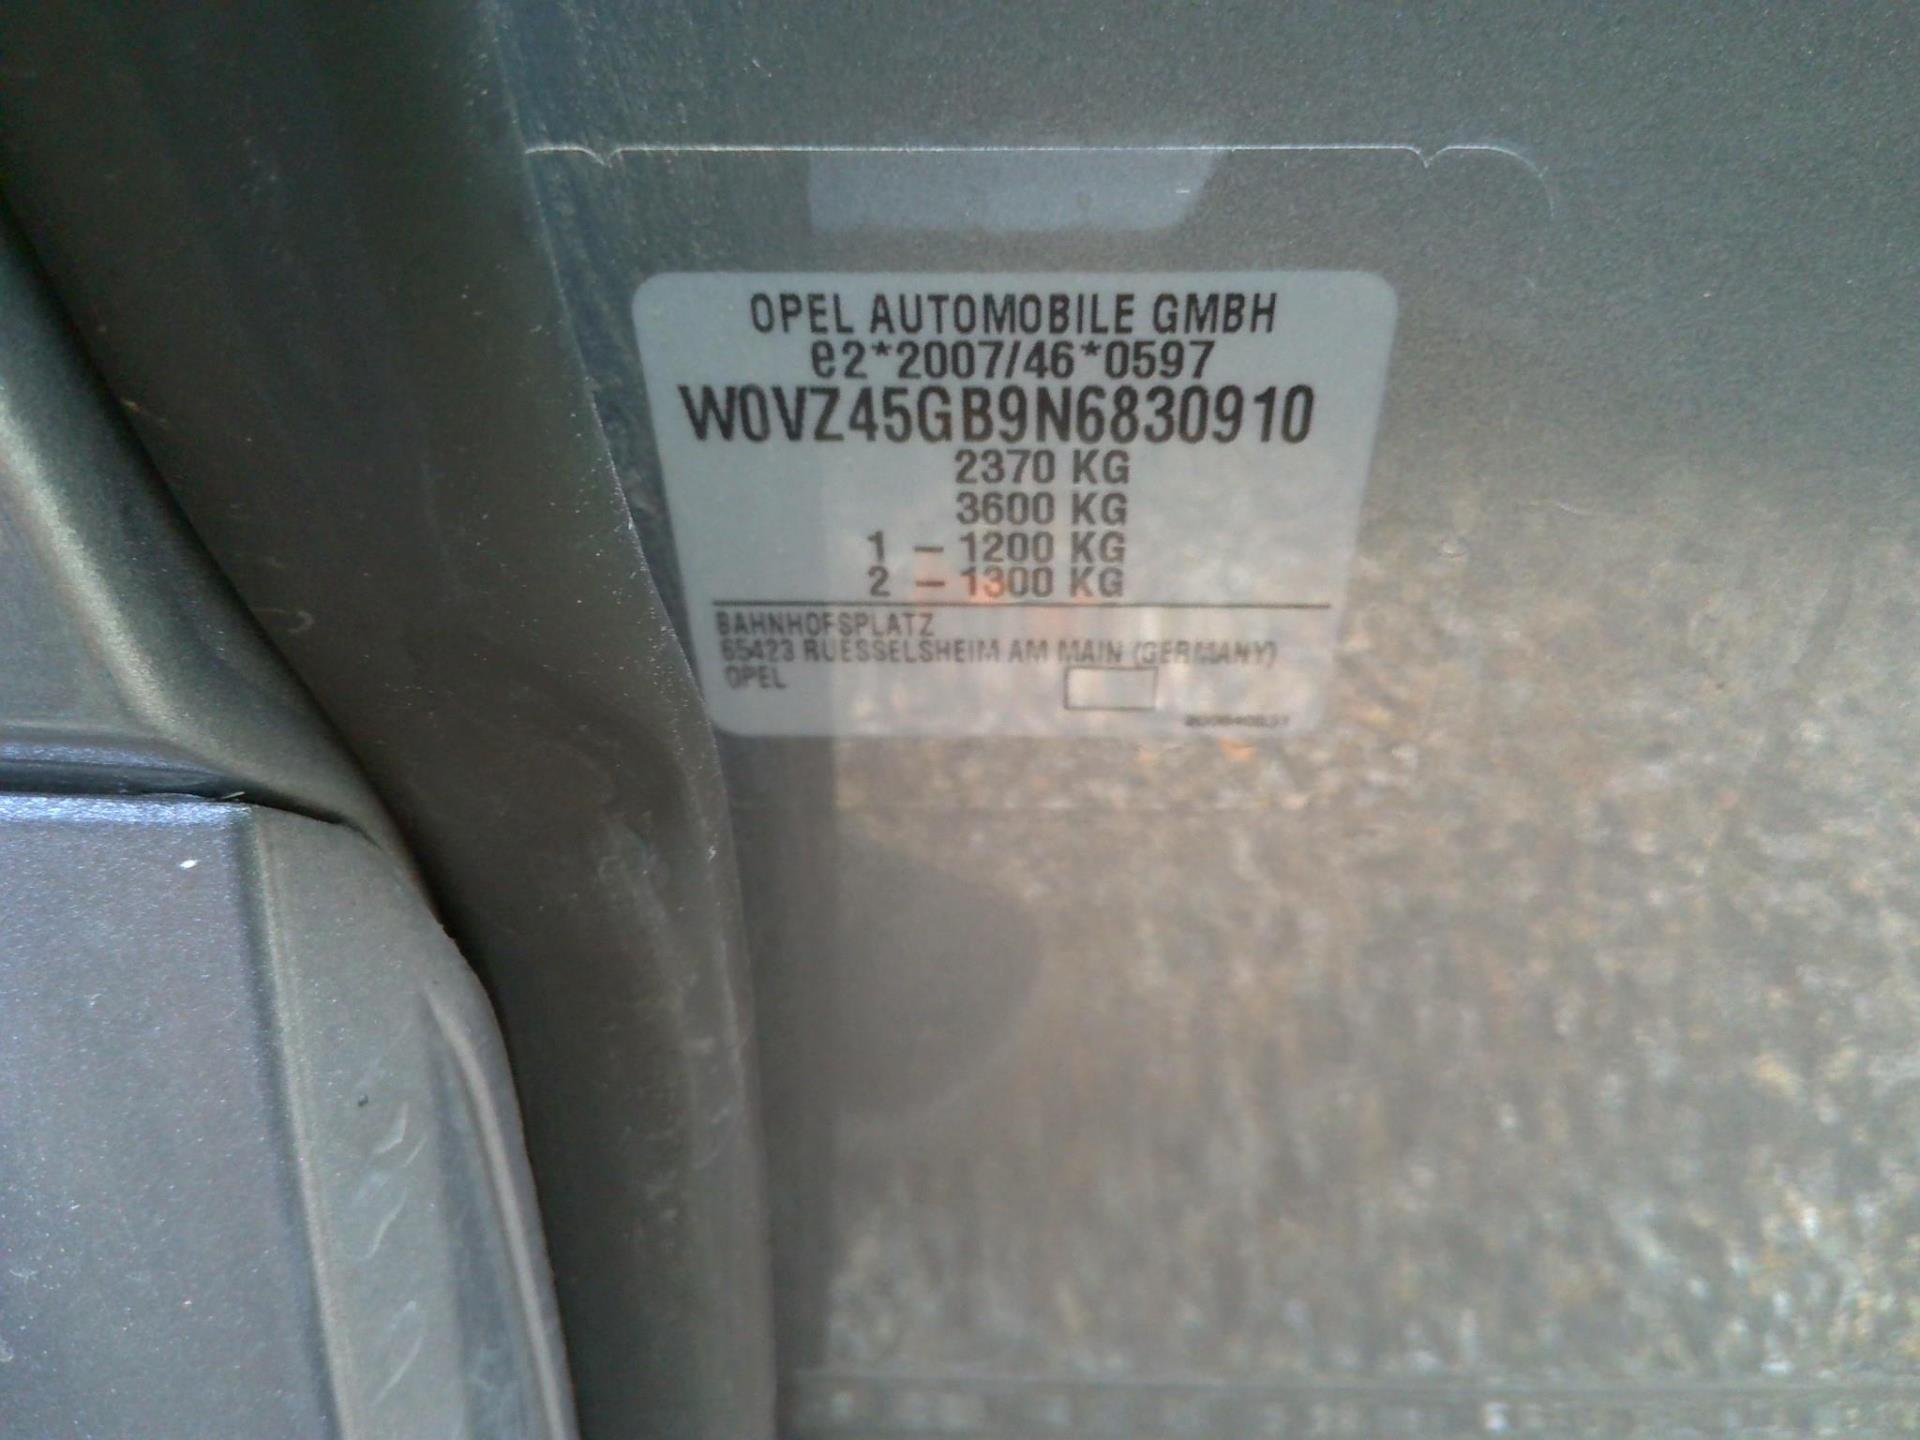 OPEL AUTOMOBILE GMBH
e2*2007/46*0597
W0VZ45GB9N6830910
2370 KG
3600 KG
1 - 1200 KG
2 - 1300 KG
BAHNHOFSPLATZ
65423 RUESSELSHEIM AM MAIN (GERMANY)
OPEL